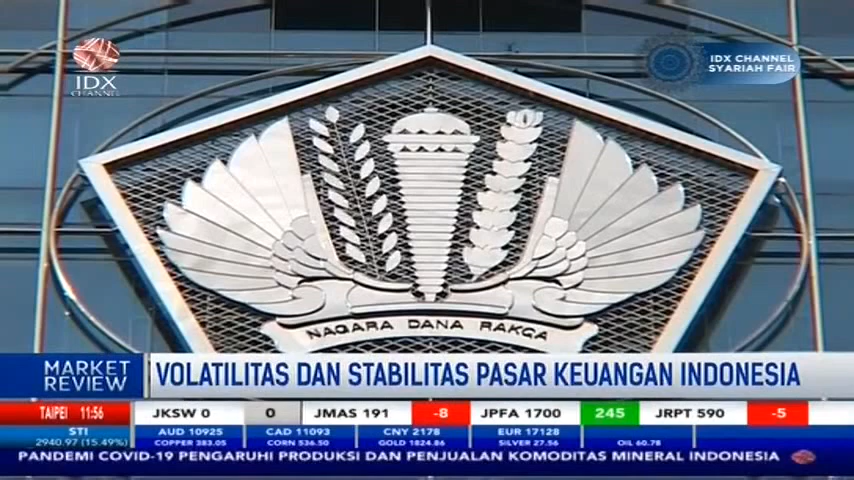 IDX
CHANNEL
IDX CHANNEL
SYARIAH FAIR
NAGARA DANA RAKCA
MARKET
REVIEW
VOLATILITAS DAN STABILITAS PASAR KEUANGAN INDONESIA
TAIPEI 11:56
JKSW 0 0 JMAS 191 -8 JPFA 1700 245 JRPT 590 -5
STI
2940.97 (15.49%)
AUD 10925 CAD 11093 CNY 2178 EUR 17128
COPPER 383.05 CORN 536.50 GOLD 1824.86 SILVER 27.56 OIL 60.78
PANDEMI COVID-19 PENGARUHI PRODUKSI DAN PENJUALAN KOMODITAS MINERAL INDONESIA